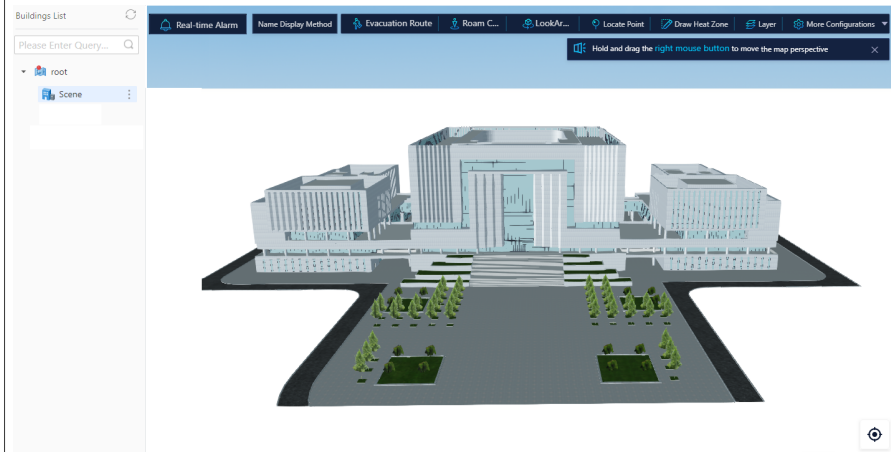 Buildings List
Please Enter Query...
root
Scene
Real-time Alarm
Name Display Method
Evacuation Route
Roam C...
LookAr...
Locate Point
Draw Heat Zone
Layer
More Configurations
Hold and drag the right mouse button to move the map perspective